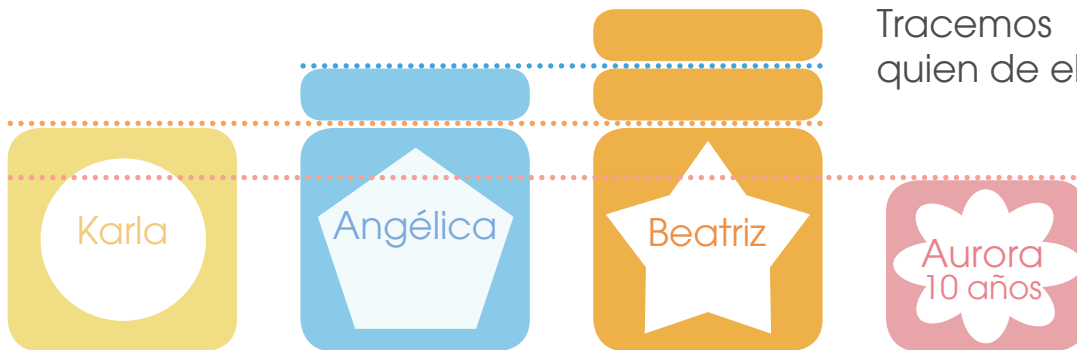 Tracemos
quien de el
Karla
Angélica
Beatriz
Aurora
10 años